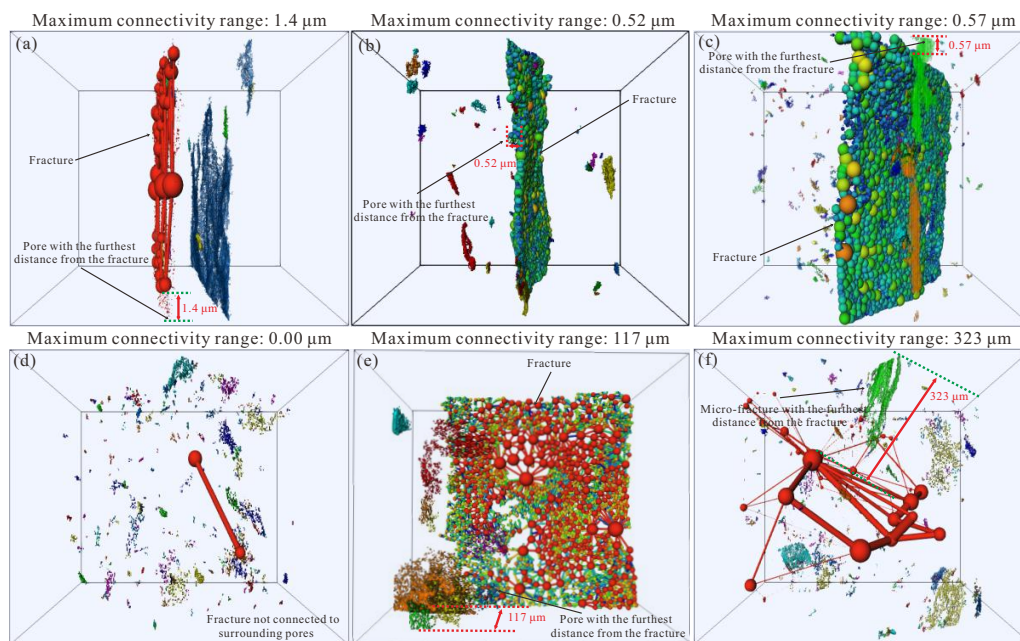 Maximum connectivity range: 1.4 μm
Maximum connectivity range: 0.52 μm
Maximum connectivity range: 0.57 μm
(a)
Fracture
Pore with the furthest
distance from the fracture
1.4 μm
(b)
Fracture
0.52 μm
Pore with the furthest
distance from the fracture
(c)
Pore with the furthest
distance from the fracture
0.57 μm
Fracture
Maximum connectivity range: 0.00 μm
Maximum connectivity range: 117 μm
Maximum connectivity range: 323 μm
(d)
Fracture not connected to
surrounding pores
(e)
Fracture
117 μm
Pore with the furthest
distance from the fracture
(f)
Micro-fracture with the furthest
distance from the fracture
323 μm